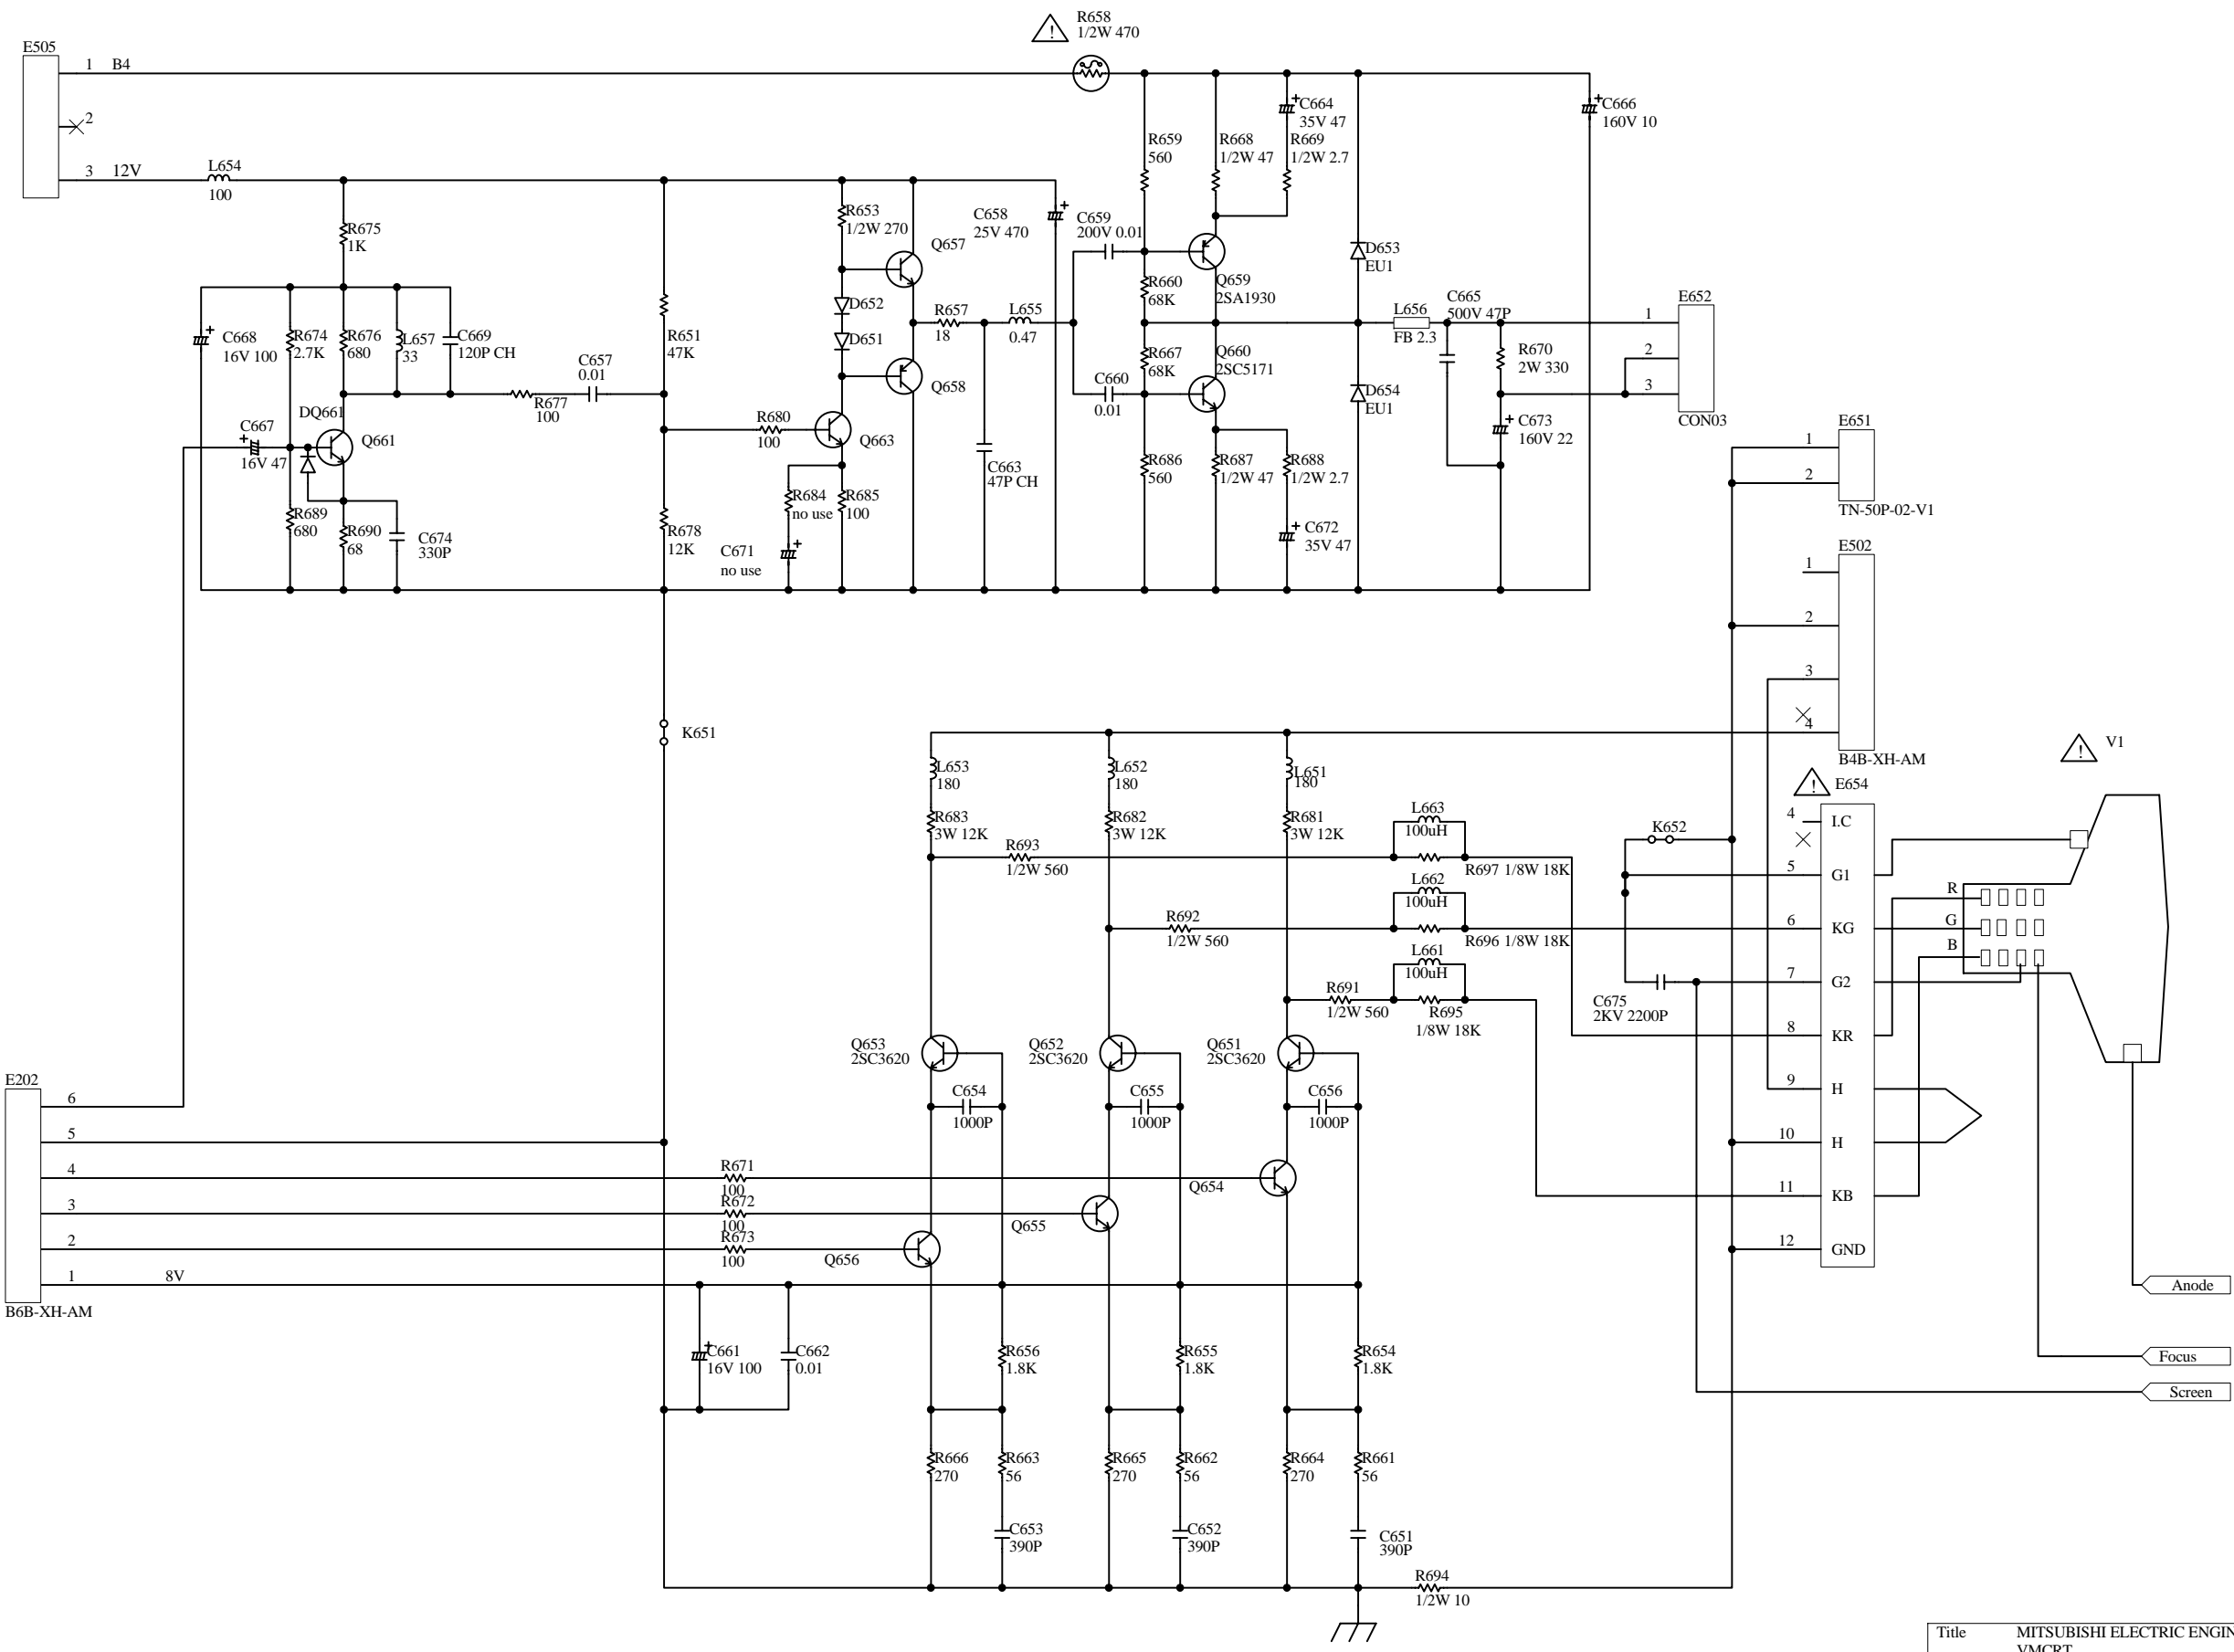 R658
1/2W 470
!
E505
1 B4
2
3 12V
L654
100
C664
35V 47
C666
160V 10
R659
560
R668
1/2W 47
R669
1/2W 2.7
R675
1K
R653
1/2W 270
C658
25V 470
C659
200V 0.01
Q657
D653
EU1
R660
68K
Q659
2SA1930
C668
16V 100
R674
2.7K
R676
680
L657
33
C669
120P CH
R651
47K
D652
D651
R657
18
L655
0.47
L656
FB 2.3
C665
500V 47P
E652
1
2
3
CON03
C657
0.01
R677
100
Q658
R667
68K
Q660
2SC5171
C660
0.01
D654
EU1
R670
2W 330
C673
160V 22
DQ661
Q661
C667
16V 47
R680
100
Q663
E651
1
2
TN-50P-02-V1
R689
680
R690
68
C674
330P
R678
12K
R684
no use
R685
100
C671
no use
C663
47P CH
R686
560
R687
1/2W 47
R688
1/2W 2.7
C672
35V 47
E502
1
2
3
4
B4B-XH-AM
K651
! V1
L653
180
L652
180
L651
180
R683
3W 12K
R682
3W 12K
R681
3W 12K
R693
1/2W 560
L663
100uH
R697 1/8W 18K
R692
1/2W 560
L662
100uH
R696 1/8W 18K
R691
1/2W 560
L661
100uH
R695
1/8W 18K
K652
C675
2KV 2200P
! E654
4 I.C
5 G1
6 KG
7 G2
8 KR
9 H
10 H
11 KB
12 GND
R
G
B
Anode
Focus
Screen
Q653
2SC3620
Q652
2SC3620
Q651
2SC3620
C654
1000P
C655
1000P
C656
1000P
E202
6
5
4
3
2
1 8V
B6B-XH-AM
R671
100
R672
100
R673
100
Q654
Q655
Q656
C661
16V 100
C662
0.01
R656
1.8K
R655
1.8K
R654
1.8K
R666
270
R663
56
R665
270
R662
56
R664
270
R661
56
C653
390P
C652
390P
C651
390P
R694
1/2W 10
Title MITSUBISHI ELECTRIC ENGIN
VMCRT